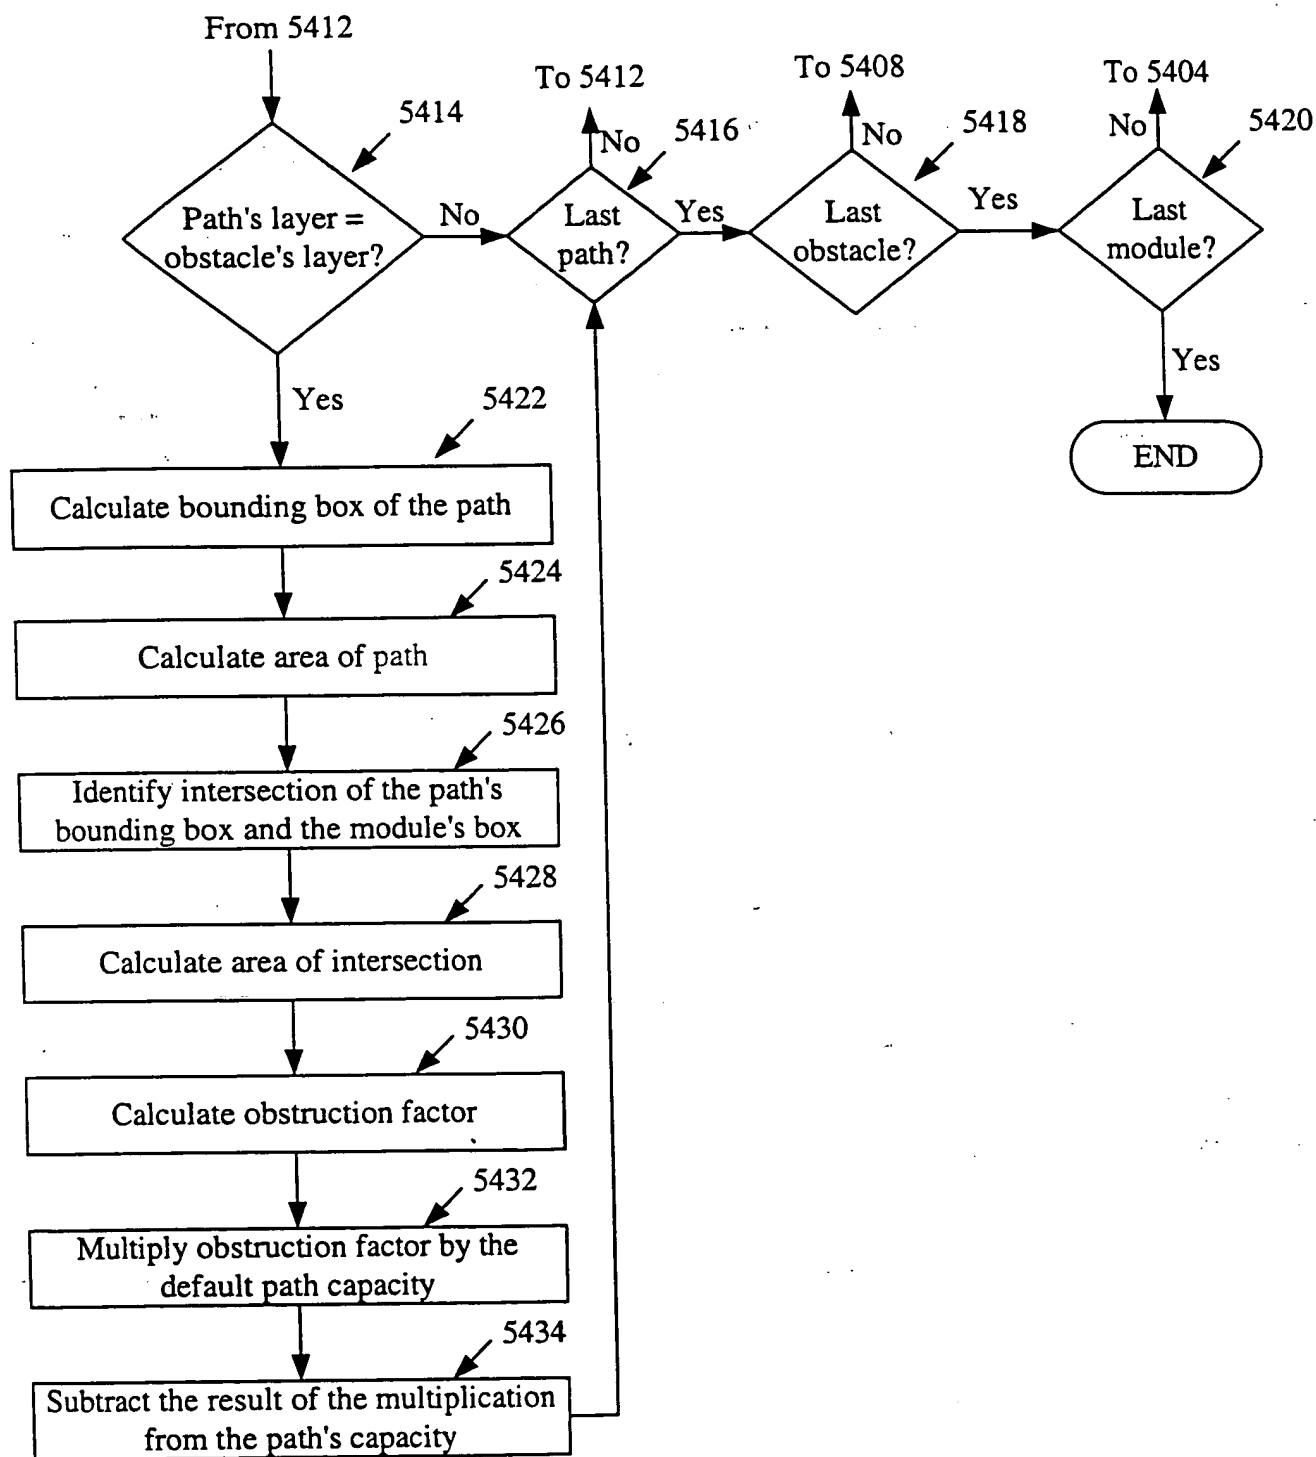 From 5412
5414
Path's layer =
obstacle's layer?
No
Yes
To 5412
No
5416
Last
path?
Yes
To 5408
No
5418
Last
obstacle?
Yes
To 5404
No
5420
Last
module?
Yes
END
5422
Calculate bounding box of the path
5424
Calculate area of path
5426
Identify intersection of the path's
bounding box and the module's box
5428
Calculate area of intersection
5430
Calculate obstruction factor
5432
Multiply obstruction factor by the
default path capacity
5434
Subtract the result of the multiplication
from the path's capacity